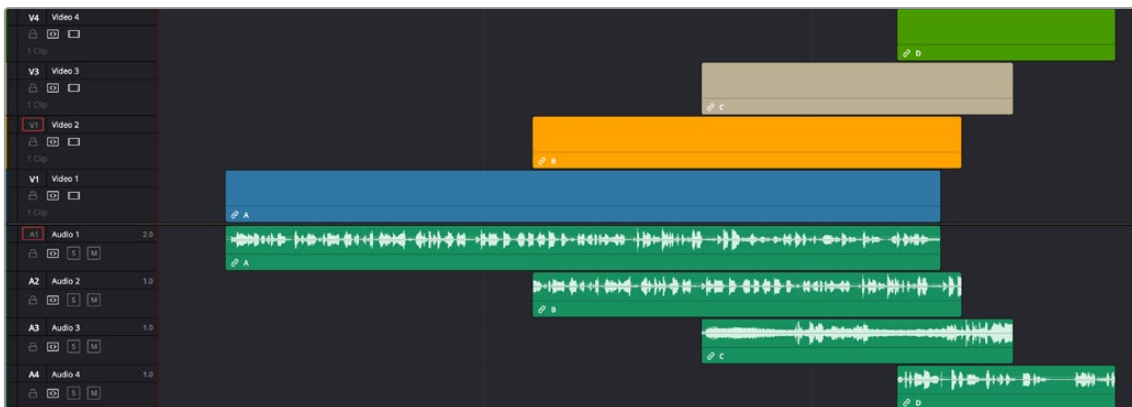 V4 Video 4
1 Clip
D
V3 Video 3
1 Clip
C
V1 Video 2
1 Clip
B
V1 Video 1
1 Clip
A
A1 Audio 1 2.0
S M
A
A2 Audio 2 1.0
S M
B
A3 Audio 3 1.0
S M
C
A4 Audio 4 1.0
S M
D